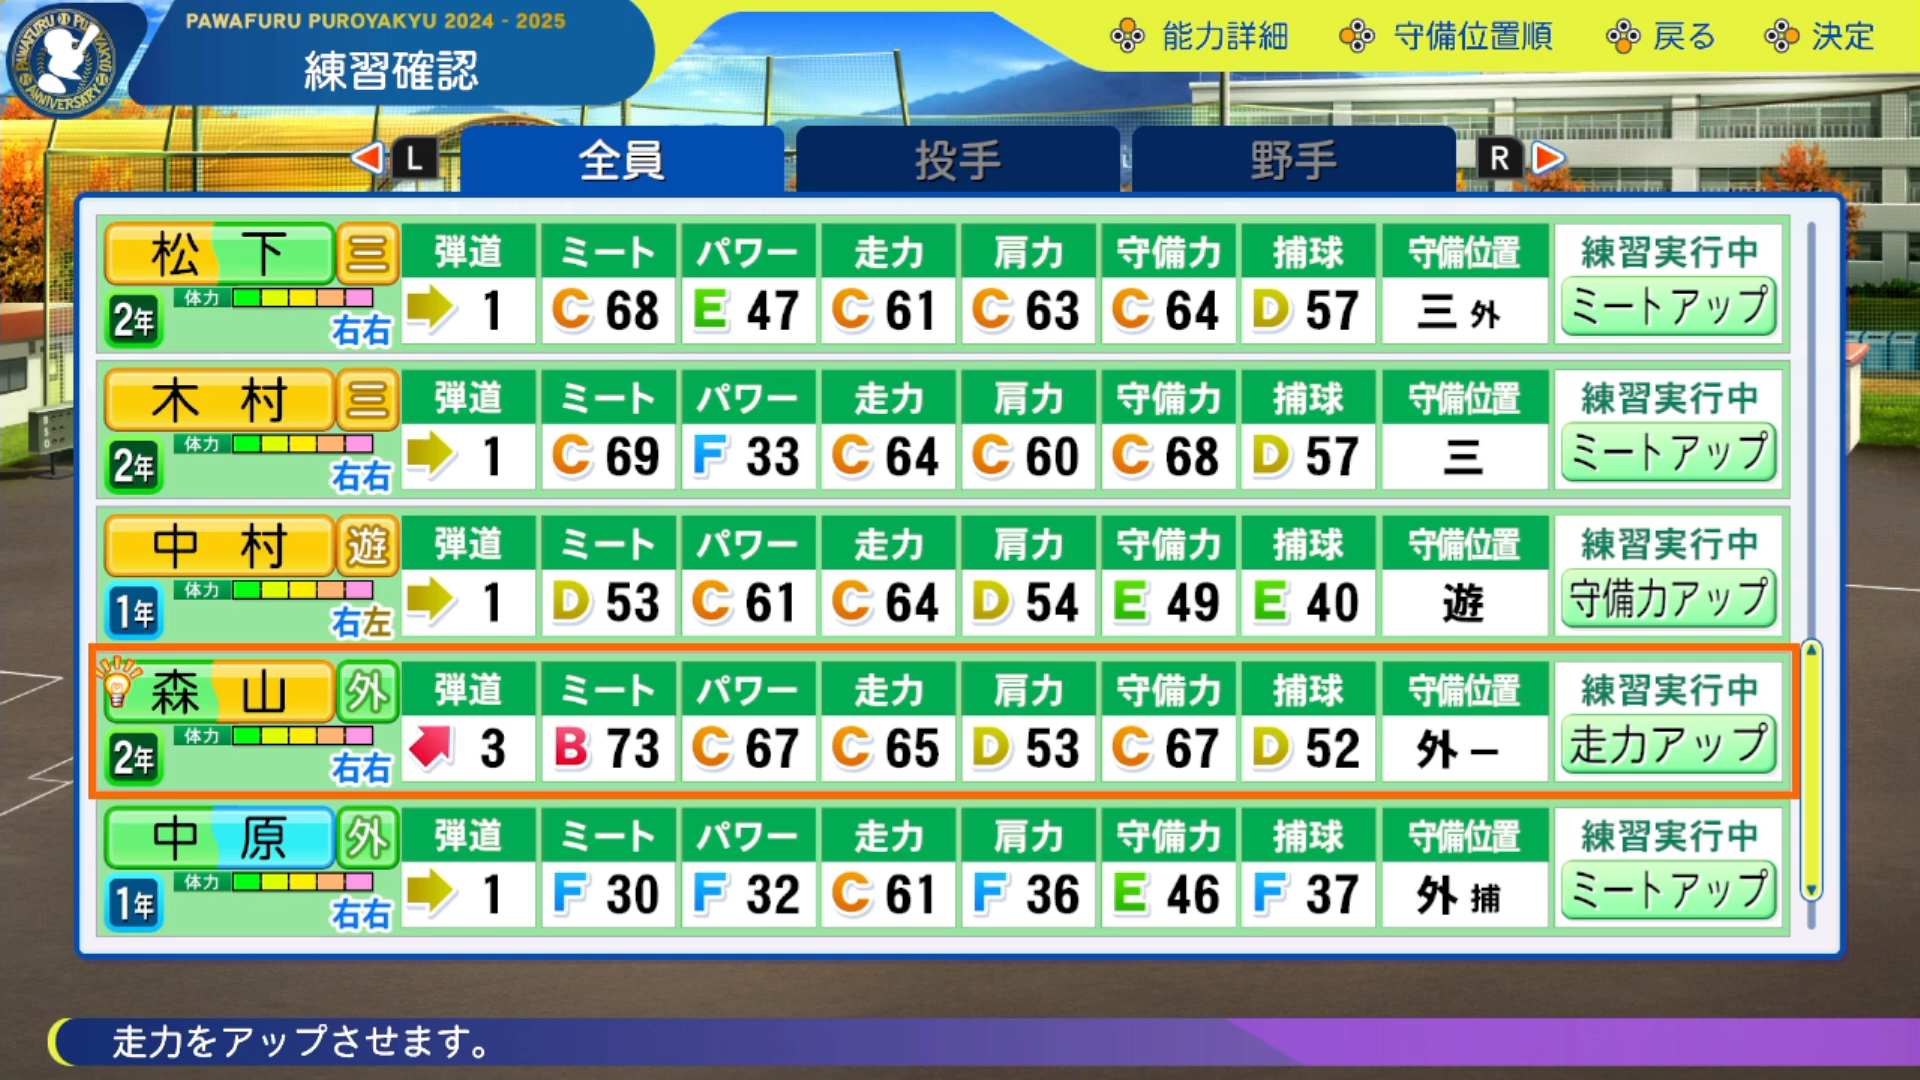 PAWAFURU PUROYAKYU 2024 - 2025
練習確認
能力詳細 守備位置順 戻る 決定
L 全員 投手 野手 R
松下 三 弾道 ミート パワー 走力 肩力 守備力 捕球 守備位置 練習実行中
2年 体力 右右 1 C 68 E 47 C 61 C 63 C 64 D 57 三 外 ミートアップ
木村 三 弾道 ミート パワー 走力 肩力 守備力 捕球 守備位置 練習実行中
2年 体力 右右 1 C 69 F 33 C 64 C 60 C 68 D 57 三 ミートアップ
中村 遊 弾道 ミート パワー 走力 肩力 守備力 捕球 守備位置 練習実行中
1年 体力 右左 1 D 53 C 61 C 64 D 54 E 49 E 40 遊 守備力アップ
森山 外 弾道 ミート パワー 走力 肩力 守備力 捕球 守備位置 練習実行中
2年 体力 右右 3 B 73 C 67 C 65 D 53 C 67 D 52 外 一 走力アップ
中原 外 弾道 ミート パワー 走力 肩力 守備力 捕球 守備位置 練習実行中
1年 体力 右右 1 F 30 F 32 C 61 F 36 E 46 F 37 外 捕 ミートアップ
走力をアップさせます。